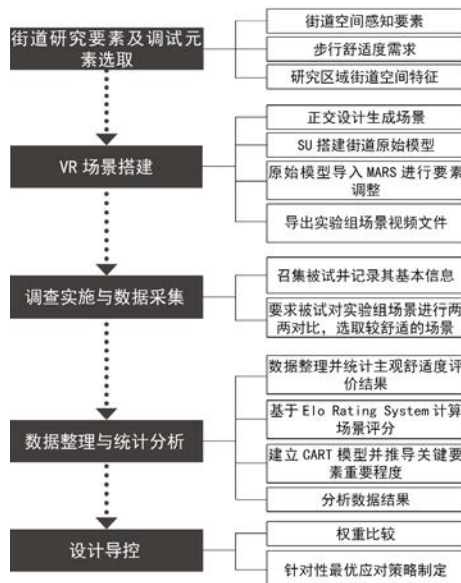 街道研究要素及调试元
素选取
街道空间感知要素
步行舒适度需求
研究区域街道空间特征
VR 场景搭建
正交设计生成场景
SU 搭建街道原始模型
原始模型导入 MARS 进行要素
调整
导出实验组场景视频文件
调查实施与数据采集
召集被试并记录其基本信息
要求被试对实验组场景进行两
两对比，选取较舒适的场景
数据整理与统计分析
数据整理并统计主观舒适度评
价结果
基于 Elo Rating System 计算
场景评分
建立 CART 模型并推导关键要
素重要程度
分析数据结果
设计导控
权重比较
针对性最优应对策略制定